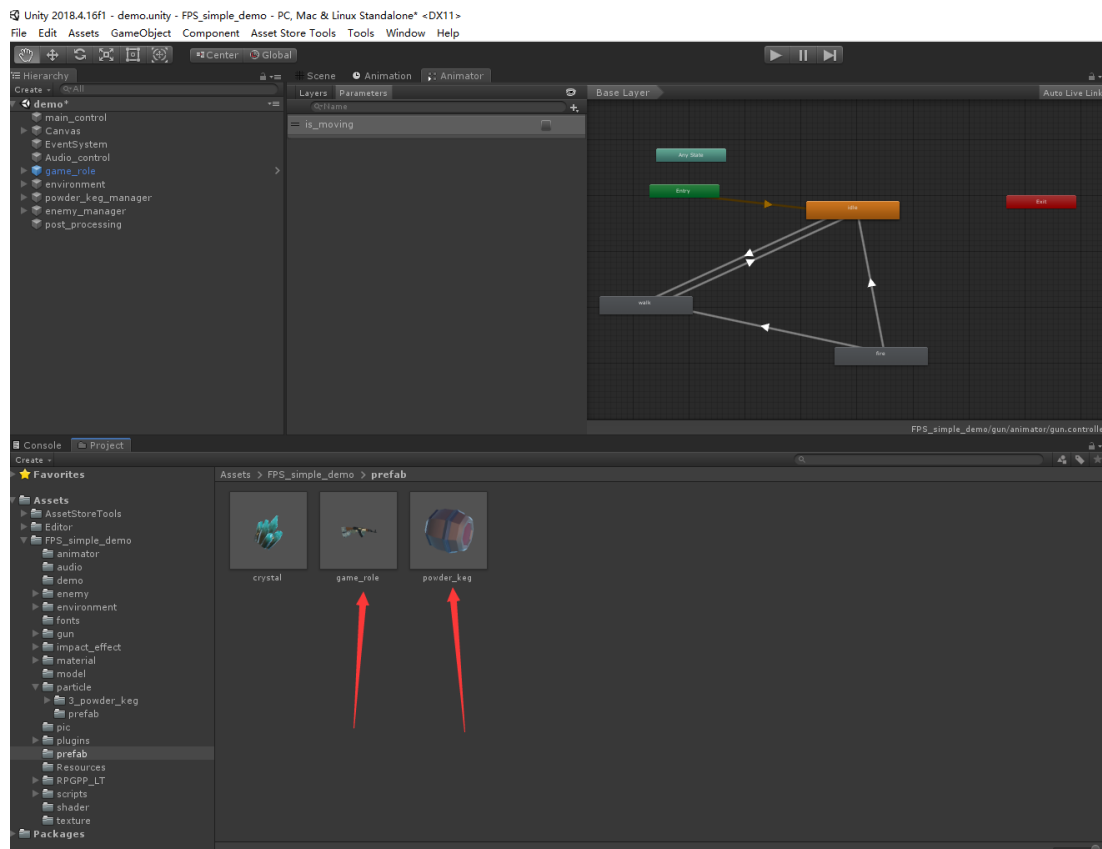 Unity 2018.4.16f1 - demo.unity - FPS_simple_demo - PC, Mac & Linux Standalone* <DX11>
File Edit Assets GameObject Component Asset Store Tools Tools Window Help
Center Global
Hierarchy
Create All
demo*
main_control
Canvas
EventSystem
Audio_control
game_role
environment
powder_keg_manager
enemy_manager
post_processing
Scene Animation Animator
Layers Parameters
Name
is_moving
Base Layer Auto Live Link
Any State
Entry
idle
Exit
walk
fire
FPS_simple_demo/gun/animator/gun.controlle
Console Project
Create
Favorites
Assets
AssetStoreTools
Editor
FPS_simple_demo
animator
audio
demo
enemy
environment
fonts
gun
impact_effect
material
model
particle
3_powder_keg
prefab
pic
plugins
prefab
Resources
RPGPP_LT
scripts
shader
texture
Packages
Assets > FPS_simple_demo > prefab
crystal game_role powder_keg